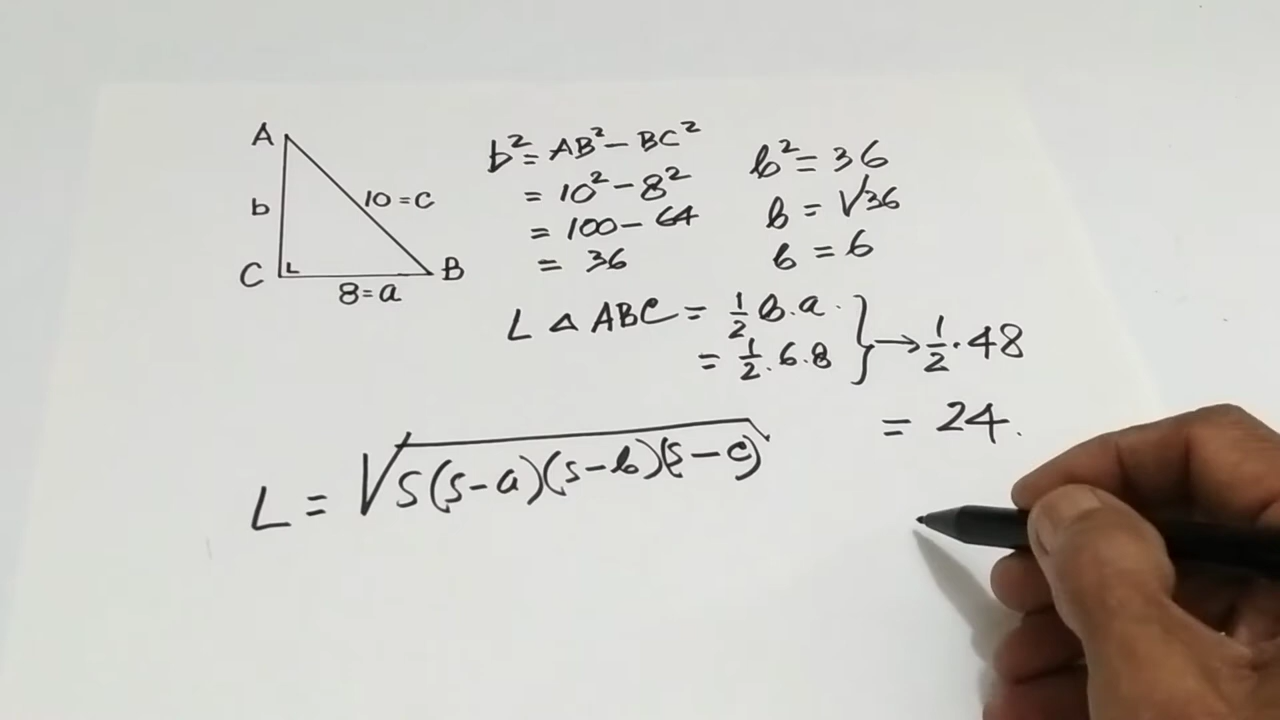 A
b
10 = c
C
B
8 = a
b² = AB² − BC²
= 10² − 8²
= 100 − 64
= 36
b² = 36
b = √36
b = 6
L △ ABC = 1/2 b.a.
= 1/2 . 6.8 } → 1/2 . 48
= 24.
L = √s(s−a)(s−b)(s−c)